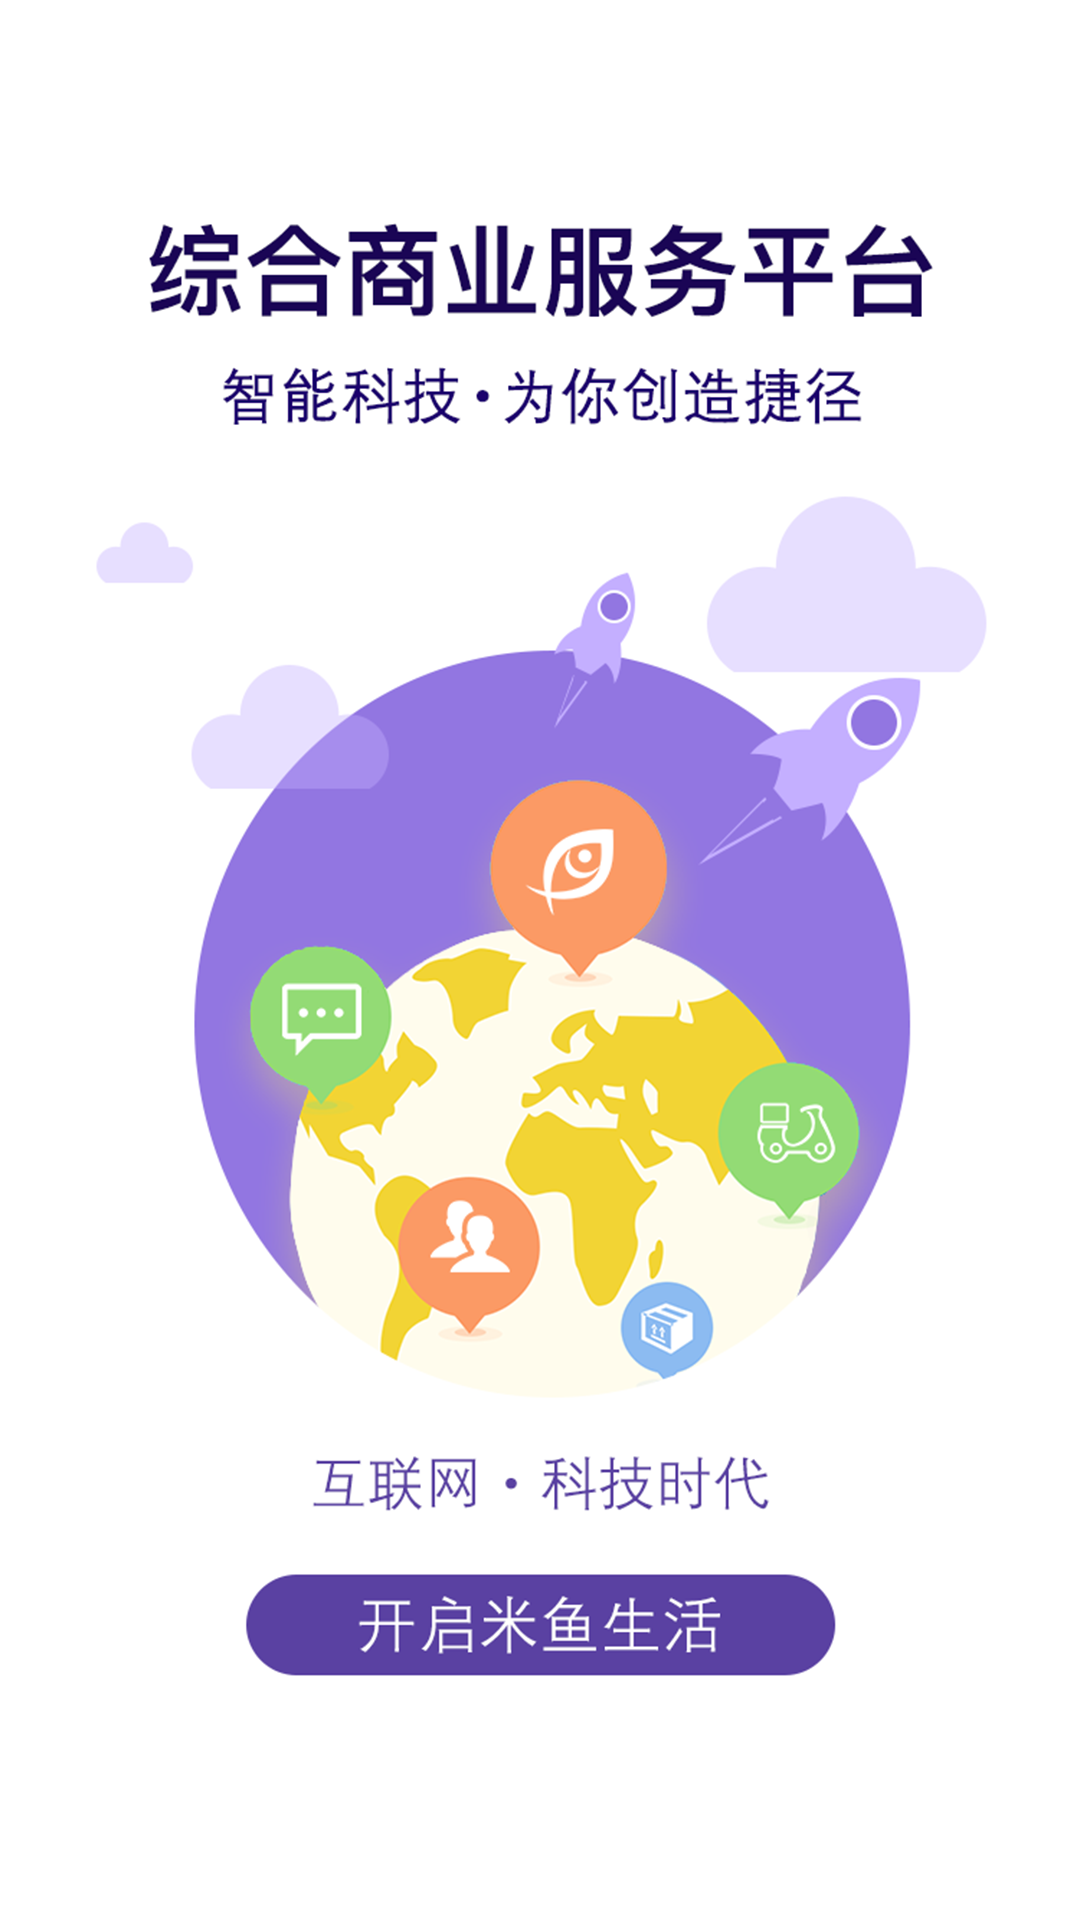 综合商业服务平台
智能科技·为你创造捷径
互联网·科技时代
开启米鱼生活